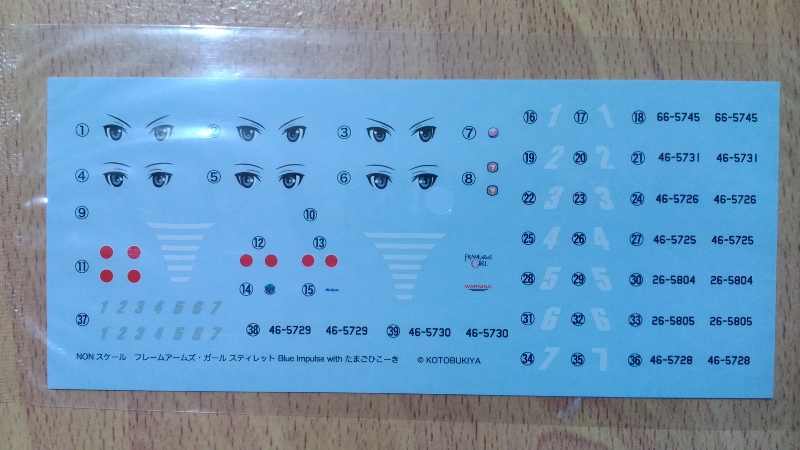 ① ② ③ ⑦ ⑯ 1 ⑰ 1 ⑱ 66-5745 66-5745
④ ⑤ ⑥ ⑧ ⑲ 2 ⑳ 2 ㉑ 46-5731 46-5731
⑨ ⑩ ㉒ 3 ㉓ 3 ㉔ 46-5726 46-5726
⑪ ⑫ ⑬ ㉕ 4 ㉖ 4 ㉗ 46-5725 46-5725
FRAME ARMS
GIRL
⑭ ⑮ WARNING ㉘ 5 ㉙ 5 ㉚ 26-5804 26-5804
㊲ 1 2 3 4 5 6 7
1 2 3 4 5 6 7
㉛ 6 ㉜ 6 ㉝ 26-5805 26-5805
㊳ 46-5729 46-5729 ㊴ 46-5730 46-5730
㉞ 7 ㉟ 7 ㊱ 46-5728 46-5728
NON スケール フレームアームズ・ガール スティレット Blue Impulse with たまごひこーき © KOTOBUKIYA